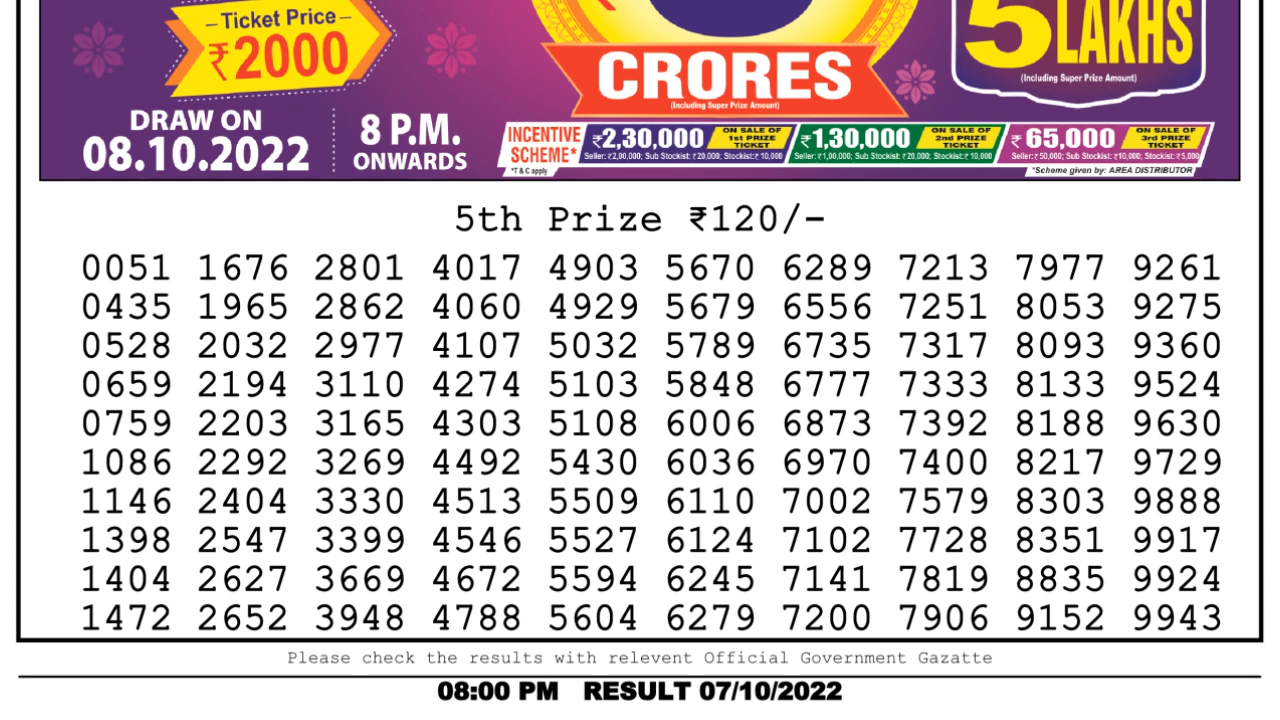 Ticket Price
₹2000
5 LAKHS
(Including Super Prize Amount)
CRORES
(Including Super Prize Amount)
DRAW ON
08.10.2022
8 P.M.
ONWARDS
INCENTIVE
SCHEME*
*T & C apply
₹2,30,000 ON SALE OF 1st PRIZE TICKET
Seller: ₹2,00,000; Sub Stockist: ₹20,000; Stockist: ₹ 10,000
₹1,30,000 ON SALE OF 2nd PRIZE TICKET
Seller: ₹1,00,000; Sub Stockist: ₹20,000; Stockist: ₹ 10,000
₹ 65,000 ON SALE OF 3rd PRIZE TICKET
Seller: ₹ 50,000; Sub Stockist: ₹10,000; Stockist: ₹ 5,000
*Scheme given by: AREA DISTRIBUTOR
5th Prize ₹120/-
0051 1676 2801 4017 4903 5670 6289 7213 7977 9261
0435 1965 2862 4060 4929 5679 6556 7251 8053 9275
0528 2032 2977 4107 5032 5789 6735 7317 8093 9360
0659 2194 3110 4274 5103 5848 6777 7333 8133 9524
0759 2203 3165 4303 5108 6006 6873 7392 8188 9630
1086 2292 3269 4492 5430 6036 6970 7400 8217 9729
1146 2404 3330 4513 5509 6110 7002 7579 8303 9888
1398 2547 3399 4546 5527 6124 7102 7728 8351 9917
1404 2627 3669 4672 5594 6245 7141 7819 8835 9924
1472 2652 3948 4788 5604 6279 7200 7906 9152 9943
Please check the results with relevent Official Government Gazatte
08:00 PM RESULT 07/10/2022